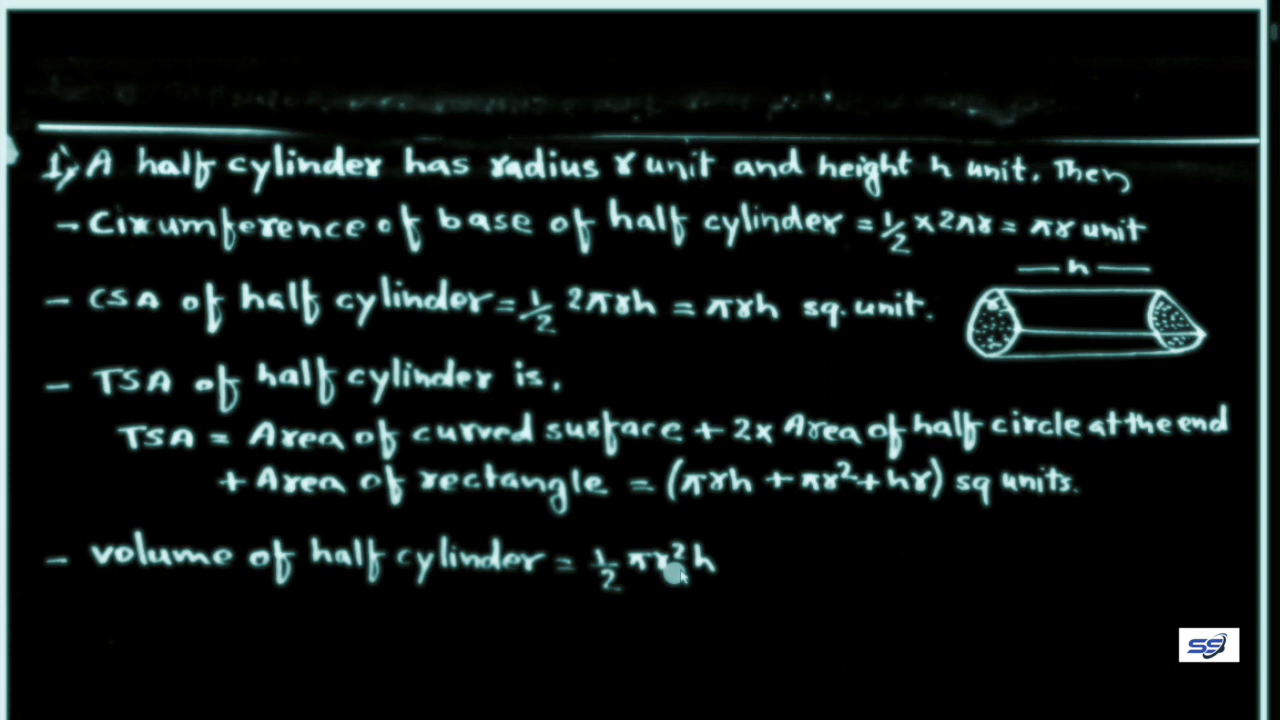 1) A half cylinder has radius r unit and height h unit. Then
- Circumference of base of half cylinder = 1/2 × 2πr = πr unit
h
- CSA of half cylinder = 1/2 2πrh = πrh sq. unit.
- TSA of half cylinder is.
TSA = Area of curved surface + 2× Area of half circle at the end
+ Area of rectangle = (πrh + πr² + hr) sq units.
- volume of half cylinder = 1/2 πr²h
SS